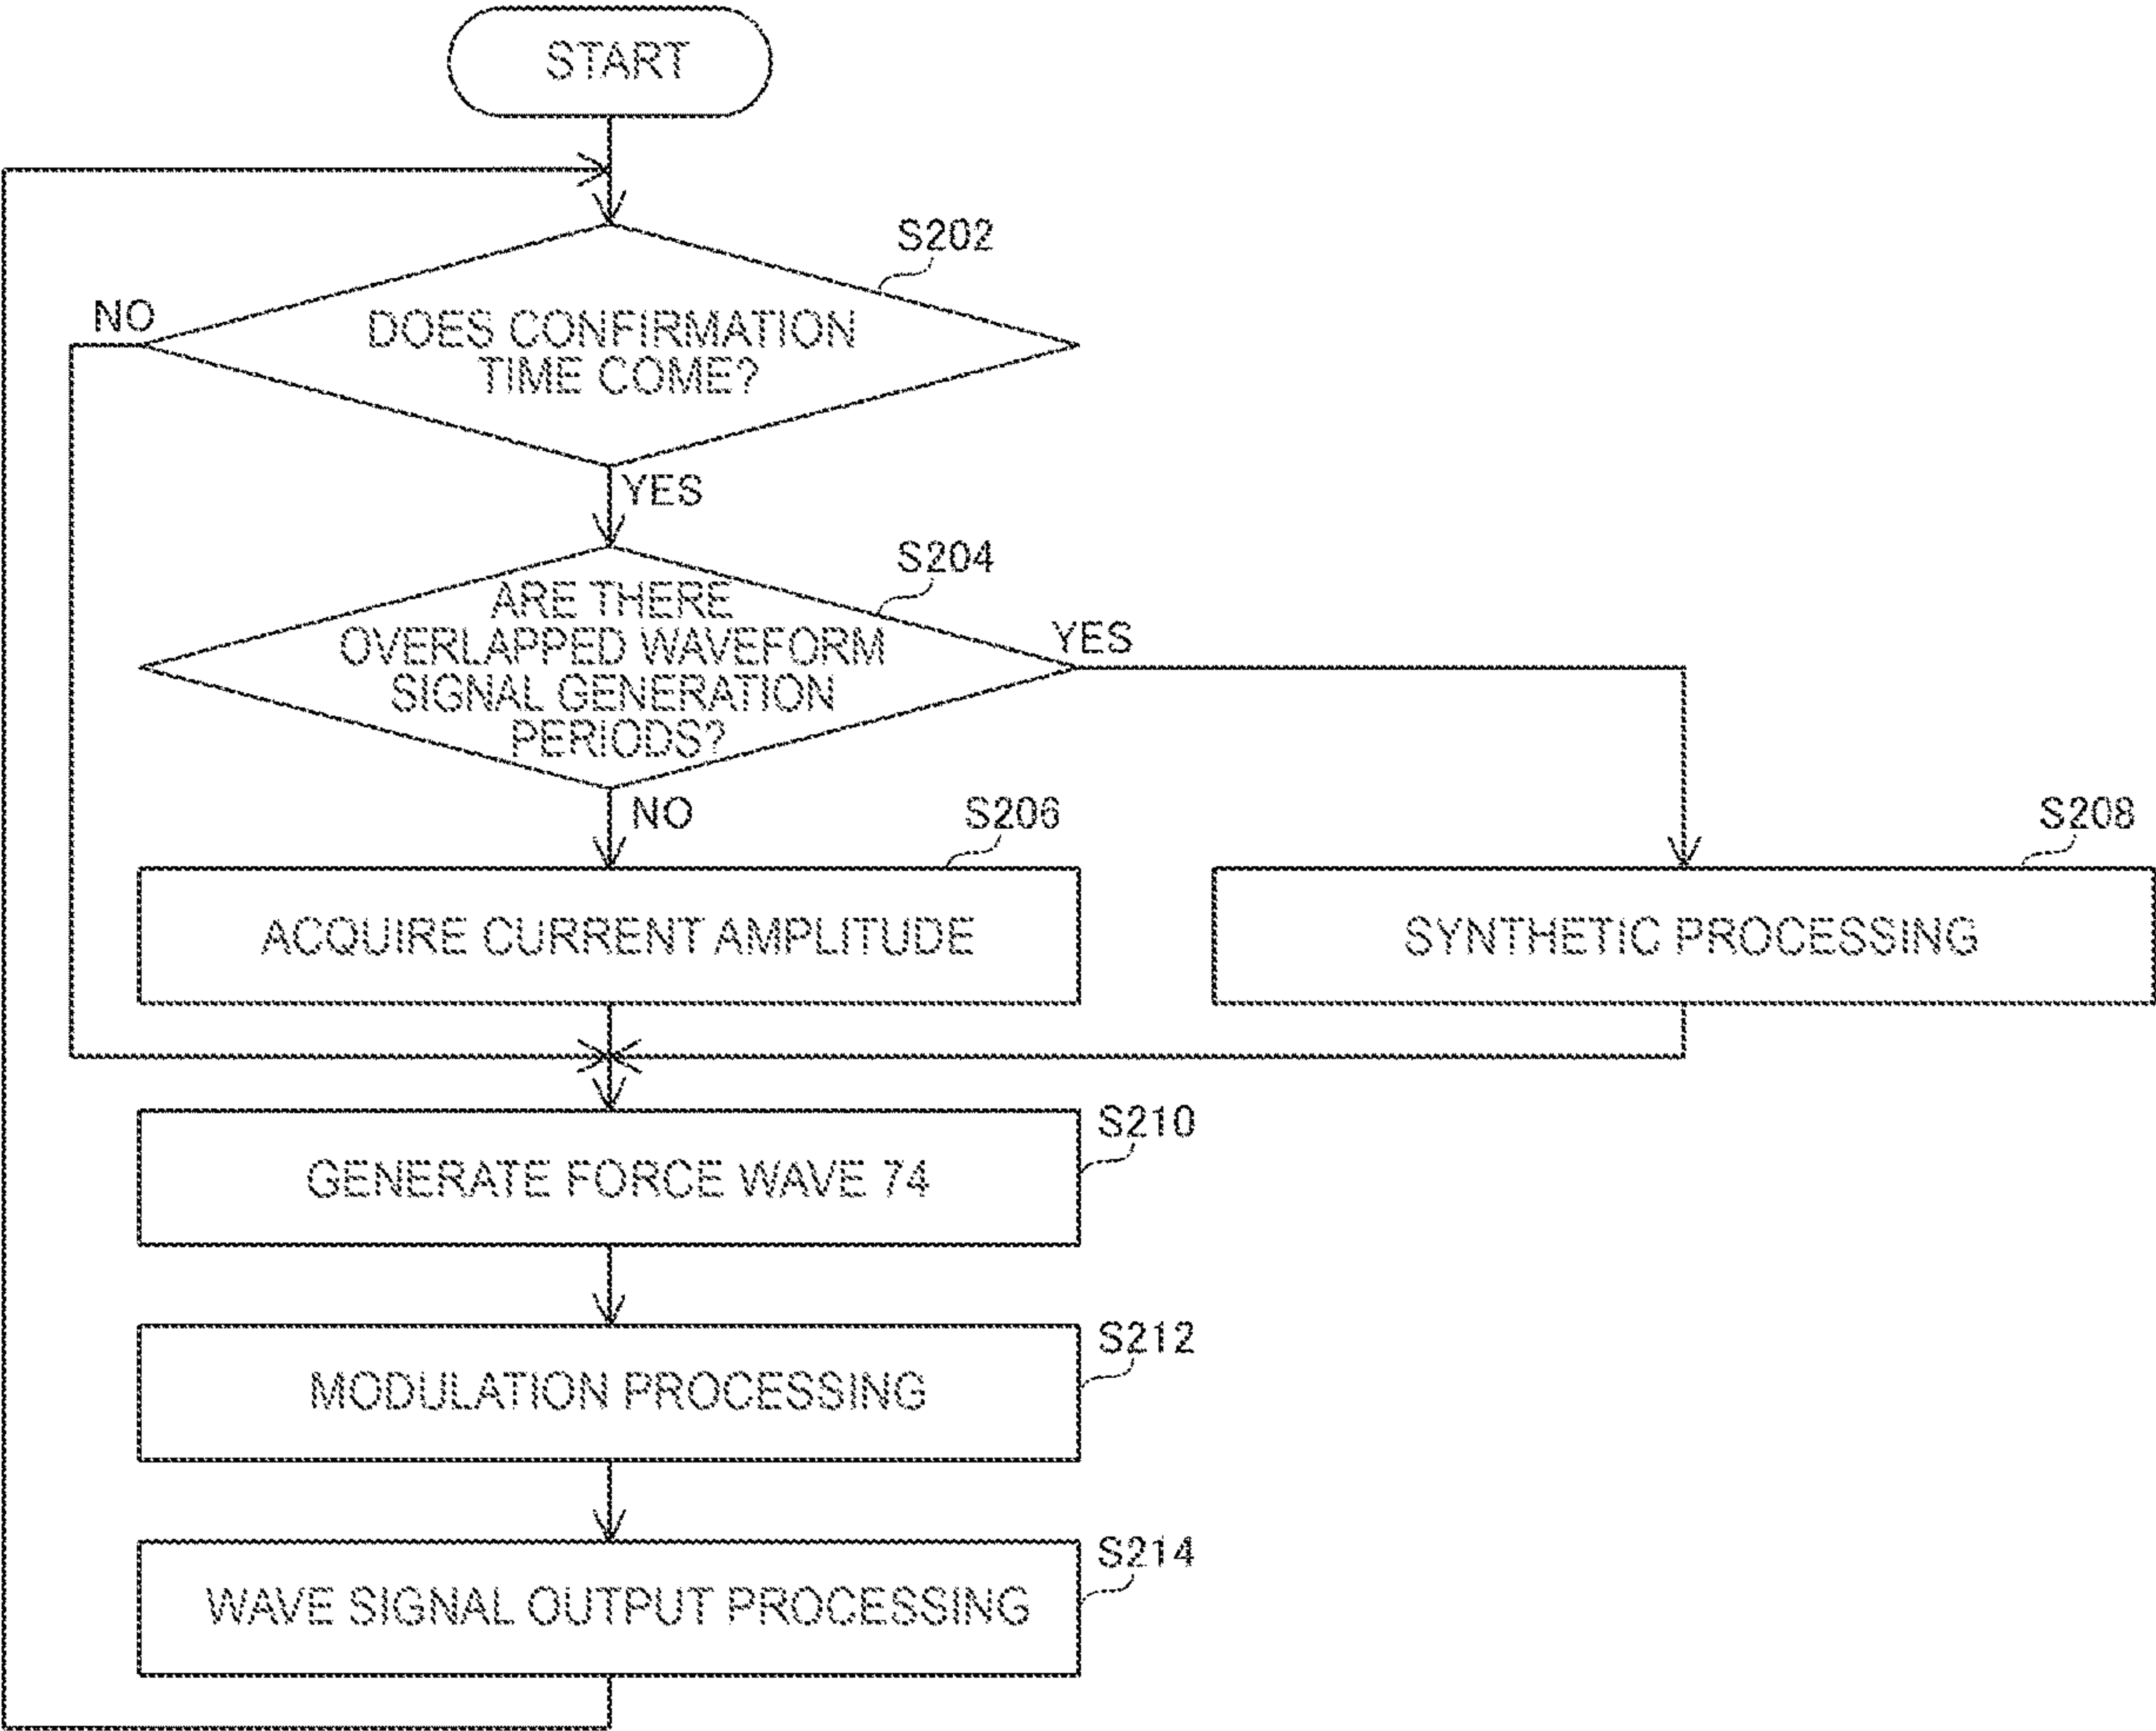 START
S202
NO
DOES CONFIRMATION
TIME COME?
YES
S204
ARE THERE
OVERLAPPED WAVEFORM
SIGNAL GENERATION
PERIODS?
YES
NO
S206
S208
ACQUIRE CURRENT AMPLITUDE
SYNTHETIC PROCESSING
S210
GENERATE FORCE WAVE 74
S212
MODULATION PROCESSING
S214
WAVE SIGNAL OUTPUT PROCESSING